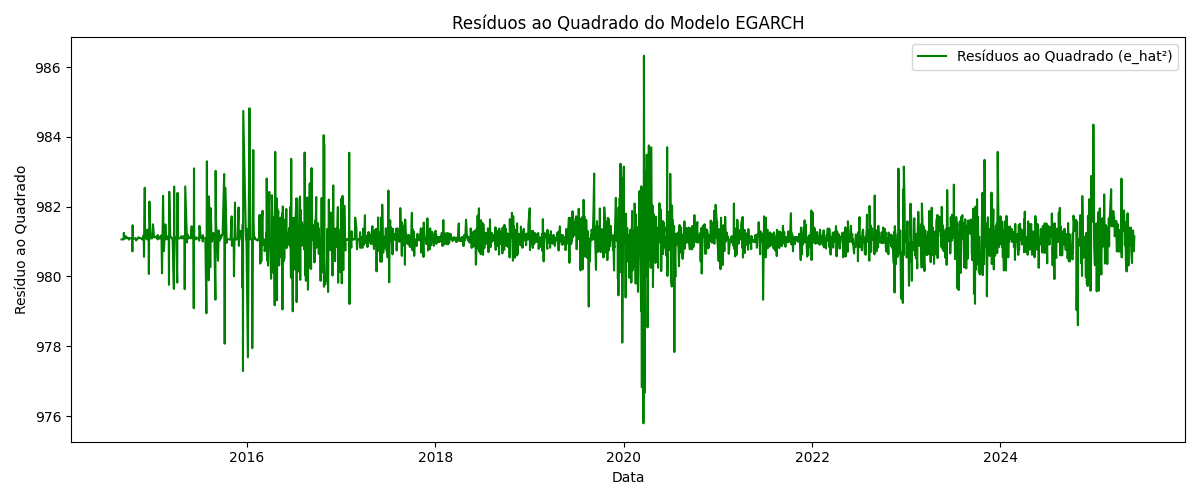 Resíduos ao Quadrado do Modelo EGARCH
Resíduos ao Quadrado (e_hat²)
Resíduo ao Quadrado
986
984
982
980
978
976
2016
2018
2020
2022
2024
Data